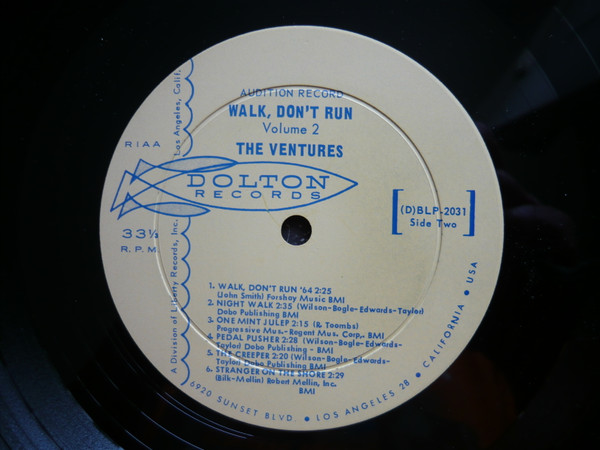 AUDITION RECORD
WALK, DON'T RUN
Volume 2
THE VENTURES
RIAA
DOLTON
RECORDS
33⅓
R.P.M.
(D)BLP-2031
Side Two
1. WALK, DON'T RUN '64 2:25
(John Smith) Forshay Music BMI
2. NIGHT WALK 2:35 (Wilson-Bogle-Edwards-Taylor)
Dobo Publishing BMI
3. ONE MINT JULEP 2:15 (& Toombs)
Progressive Mus.-Regent Mus. Corp., BMI
4. PEDAL PUSHER 2:28 (Wilson-Bogle-Edwards-
Taylor) Dobo Publishing - BMI
5. THE CREEPER 2:20 (Wilson-Bogle-Edwards-
Taylor) Dobo Publishing BMI
6. STRANGER ON THE SHORE 2:29
(Bilk-Mellin) Robert Mellin, Inc.
BMI
A Division of Liberty Records, Inc., Los Angeles, Calif.
6920 SUNSET BLVD. • LOS ANGELES 28 • CALIFORNIA • USA